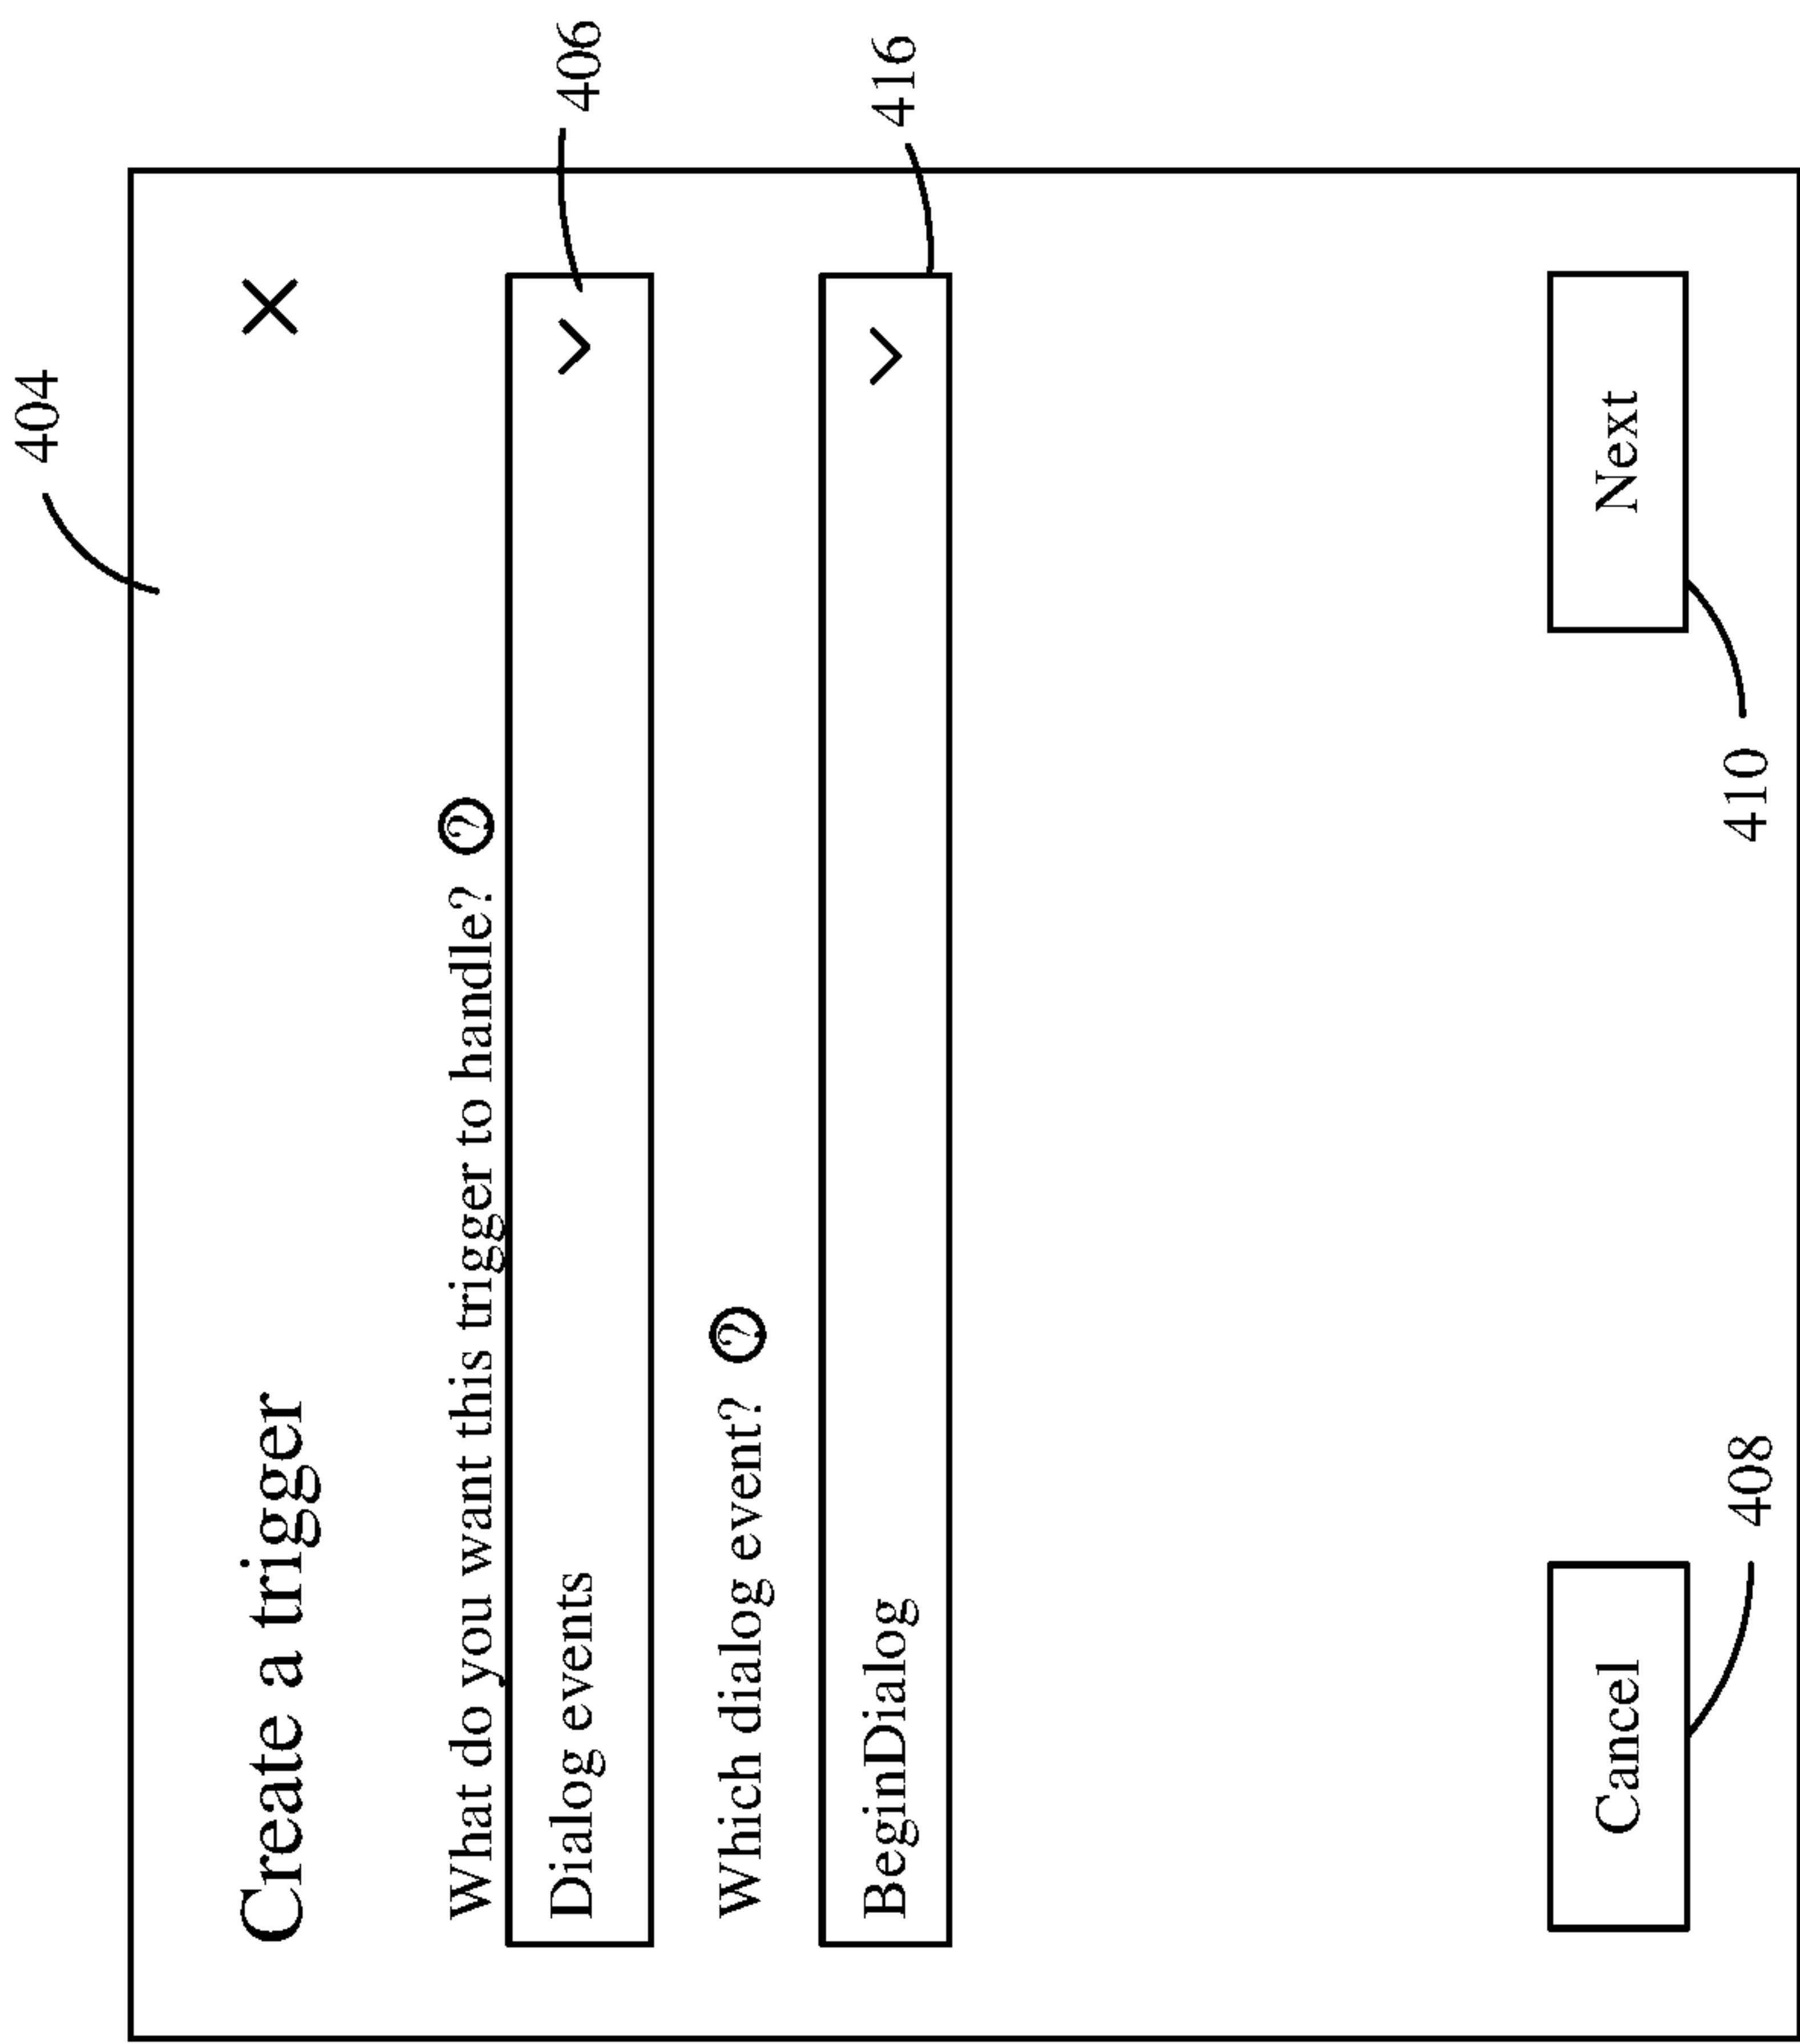 404
Create a trigger
What do you want this trigger to handle? ?
Dialog events
406
Which dialog event? ?
BeginDialog
416
Cancel
Next
408
410